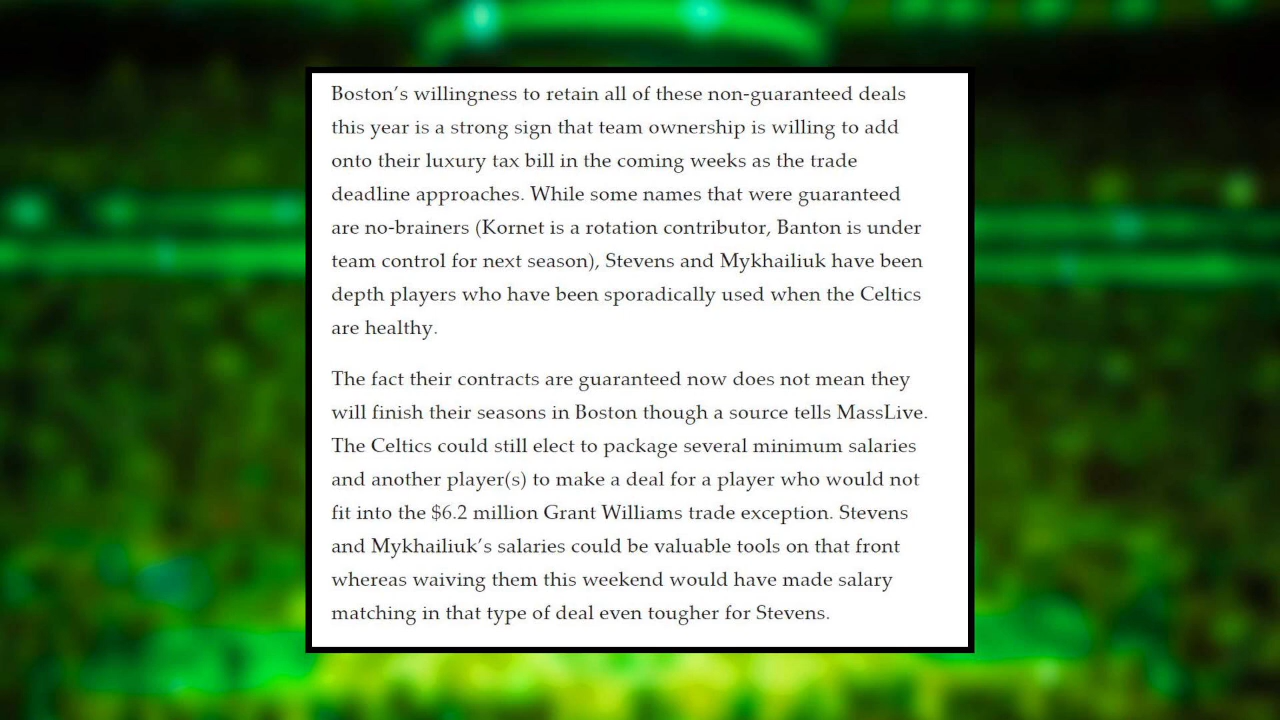 Boston’s willingness to retain all of these non-guaranteed deals
this year is a strong sign that team ownership is willing to add
onto their luxury tax bill in the coming weeks as the trade
deadline approaches. While some names that were guaranteed
are no-brainers (Kornet is a rotation contributor, Banton is under
team control for next season), Stevens and Mykhailiuk have been
depth players who have been sporadically used when the Celtics
are healthy.
The fact their contracts are guaranteed now does not mean they
will finish their seasons in Boston though a source tells MassLive.
The Celtics could still elect to package several minimum salaries
and another player(s) to make a deal for a player who would not
fit into the $6.2 million Grant Williams trade exception. Stevens
and Mykhailiuk’s salaries could be valuable tools on that front
whereas waiving them this weekend would have made salary
matching in that type of deal even tougher for Stevens.